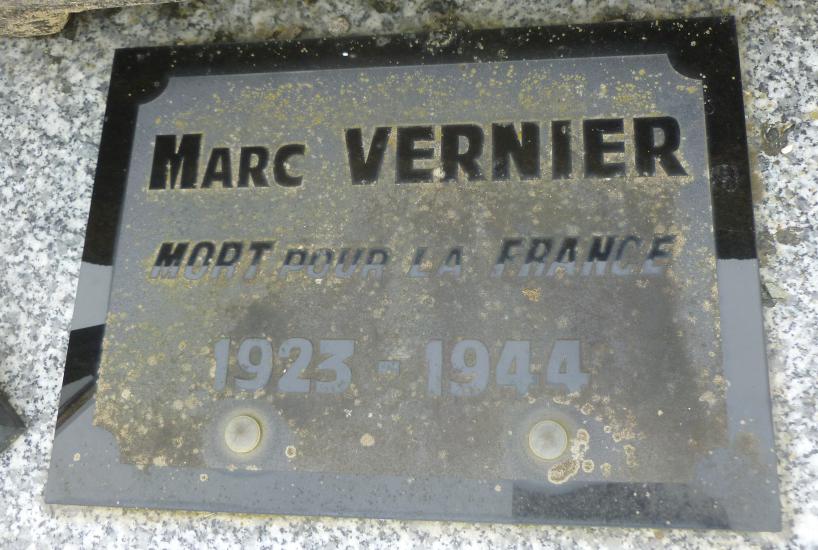 MARC VERNIER
MORT POUR LA FRANCE
1923 - 1944